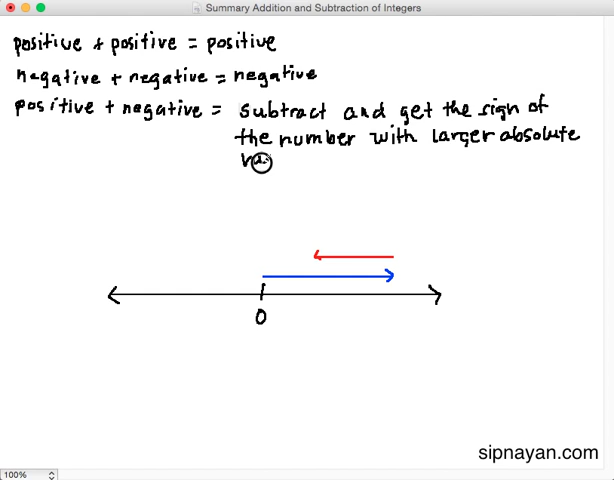 Summary Addition and Subtraction of Integers
positive + positive = positive
negative + negative = negative
positive + negative = subtract and get the sign of
the number with larger absolute
0
sipnayan.com
100%